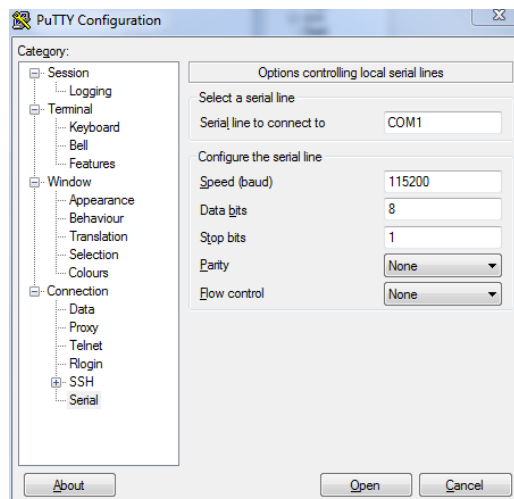 PuTTY Configuration
Category:
Session
Logging
Terminal
Keyboard
Bell
Features
Window
Appearance
Behaviour
Translation
Selection
Colours
Connection
Data
Proxy
Telnet
Rlogin
SSH
Serial
Options controlling local serial lines
Select a serial line
Serial line to connect to COM1
Configure the serial line
Speed (baud) 115200
Data bits 8
Stop bits 1
Parity None
Flow control None
About Open Cancel